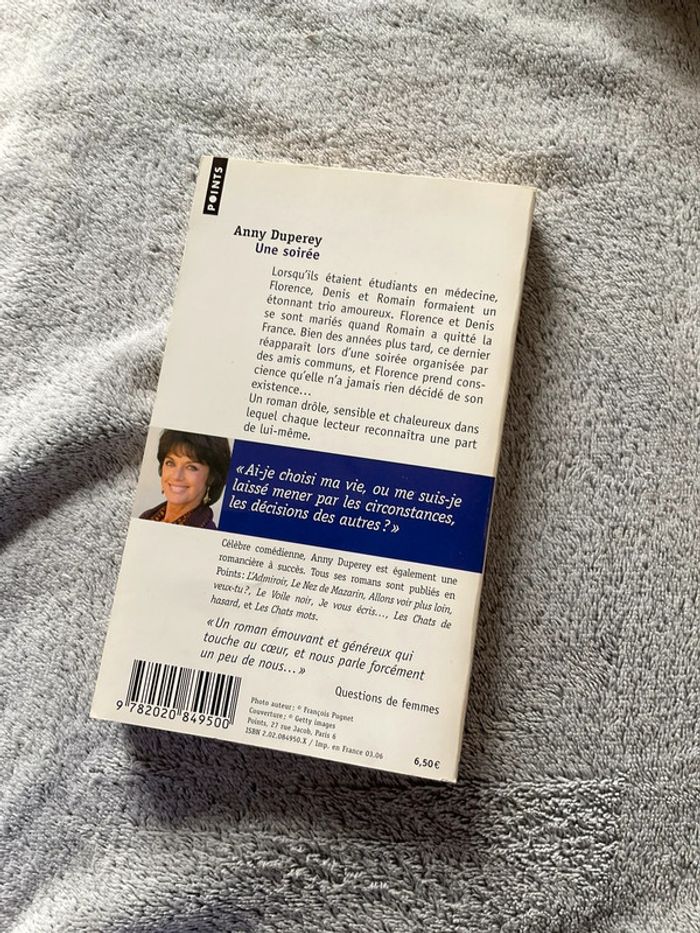 POINTS
Anny Duperey
Une soirée
Lorsqu'ils étaient étudiants en médecine,
Florence, Denis et Romain formaient un
étonnant trio amoureux. Florence et Denis
se sont mariés quand Romain a quitté la
France. Bien des années plus tard, ce dernier
réapparaît lors d'une soirée organisée par
des amis communs, et Florence prend cons-
cience qu'elle n'a jamais rien décidé de son
existence...
Un roman drôle, sensible et chaleureux dans
lequel chaque lecteur reconnaîtra une part
de lui-même.
« Ai-je choisi ma vie, ou me suis-je
laissé mener par les circonstances,
les décisions des autres ? »
Célèbre comédienne, Anny Duperey est également une
romancière à succès. Tous ses romans sont publiés en
Points : L'Admiroir, Le Nez de Mazarin, Allons voir plus loin,
veux-tu ?, Le Voile noir, Je vous écris..., Les Chats de
hasard, et Les Chats mots.
« Un roman émouvant et généreux qui
touche au cœur, et nous parle forcément
un peu de nous... »
Questions de femmes
9 782020 849500
Photo auteur : © François Pugnet
Couverture : © Getty images
Points, 27 rue Jacob, Paris 6
ISBN 2.02.084950.X / Imp. en France 03.06
6,50 €